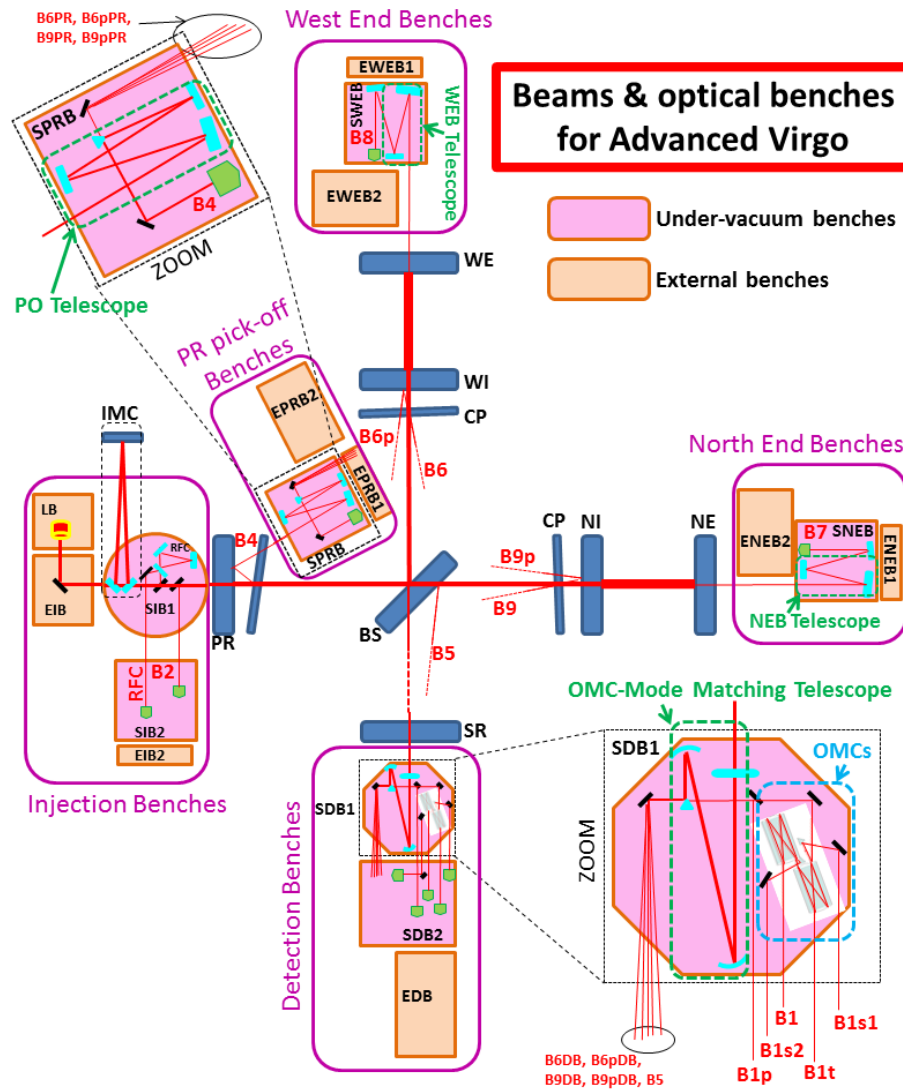 B6PR, B6pPR,
B9PR, B9pPR
West End Benches
EWEB1
SWEB
B8
WEB Telescope
EWEB2
Beams & optical benches
for Advanced Virgo
SPRB
B4
ZOOM
PO Telescope
Under-vacuum benches
External benches
WE
WI
CP
PR pick-off
Benches
EPRB2
EPRB1
SPRB
B6p
B6
IMC
LB
EIB
RFC
SIB1
RFC
B2
SIB2
EIB2
Injection Benches
B4
PR
BS
B5
B9p
B9
CP
NI
NE
North End Benches
ENEB2
B7
SNEB
ENEB1
NEB Telescope
SR
SDB1
SDB2
EDB
Detection Benches
OMC-Mode Matching Telescope
SDB1
OMCs
ZOOM
B1
B1s1
B1s2
B1p
B1t
B6DB, B6pDB,
B9DB, B9pDB, B5